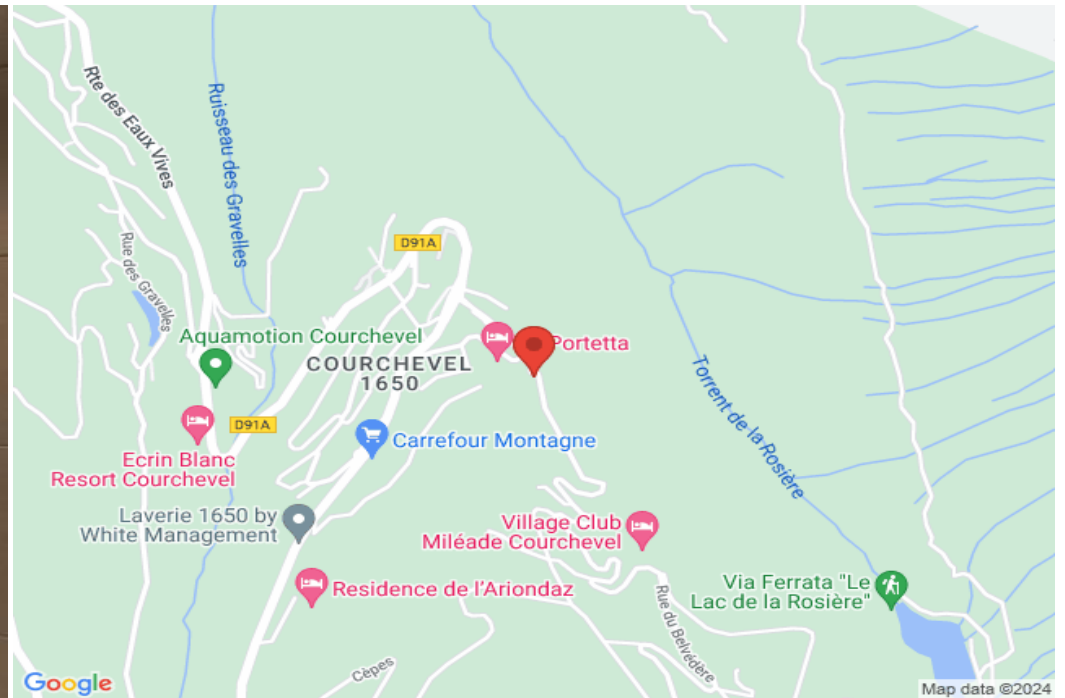 Rte des Eaux Vives
Ruisseau des Gravelles
Rue des Gravelles
D91A
Aquamotion Courchevel
Portetta
COURCHEVEL
1650
D91A
Carrefour Montagne
Ecrin Blanc
Resort Courchevel
Torrent de la Rosière
Laverie 1650 by
White Management
Village Club
Miléade Courchevel
Residence de l'Ariondaz
Via Ferrata "Le
Lac de la Rosière"
Rue du Belvédère
Cèpes
Google
Map data ©2024